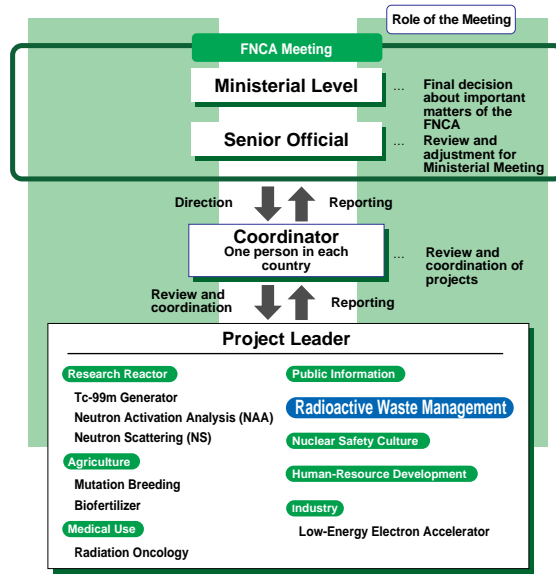 Role of the Meeting
FNCA Meeting
Ministerial Level
... Final decision
about important
matters of the
FNCA
Senior Official
... Review and
adjustment for
Ministerial Meeting
Direction
Reporting
Coordinator
One person in each
country
... Review and
coordination of
projects
Review and
coordination
Reporting
Project Leader
Research Reactor
Tc-99m Generator
Neutron Activation Analysis (NAA)
Neutron Scattering (NS)
Agriculture
Mutation Breeding
Biofertilizer
Medical Use
Radiation Oncology
Public Information
Radioactive Waste Management
Nuclear Safety Culture
Human-Resource Development
Industry
Low-Energy Electron Accelerator